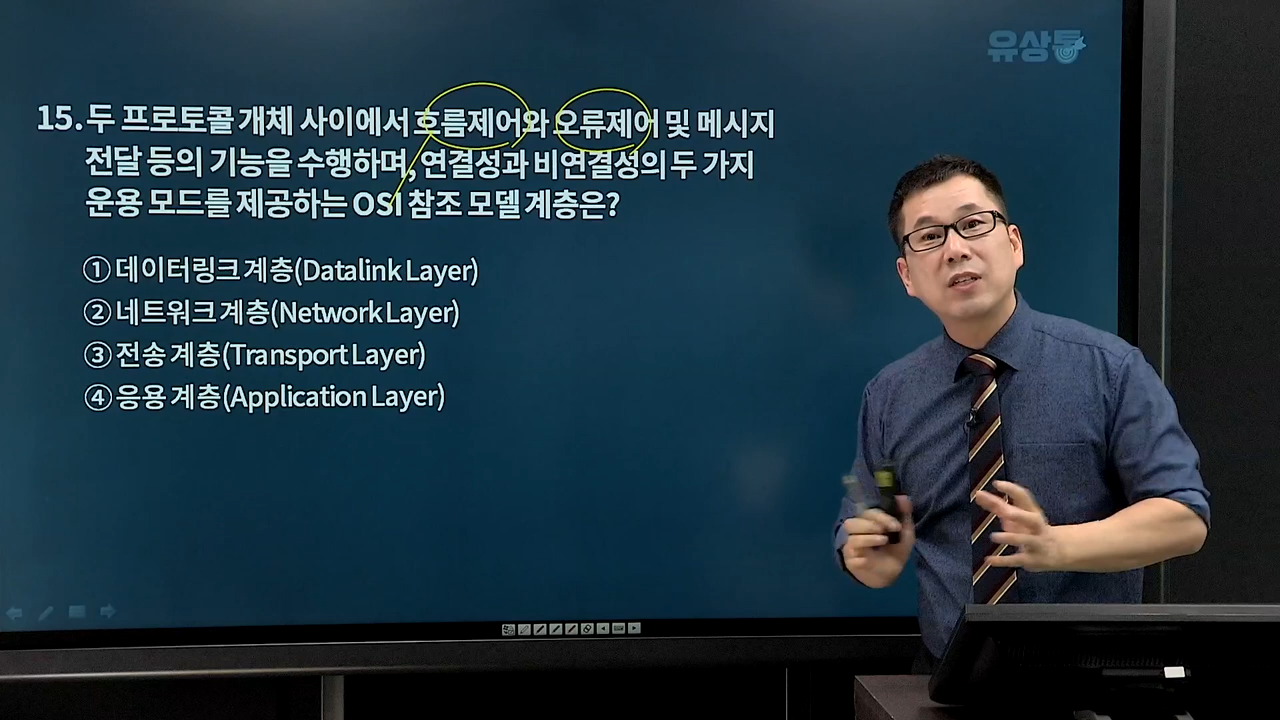 유상통
15. 두 프로토콜 개체 사이에서 흐름제어와 오류제어 및 메시지
전달 등의 기능을 수행하며, 연결성과 비연결성의 두 가지
운용 모드를 제공하는 OSI 참조 모델 계층은?
① 데이터링크 계층(Datalink Layer)
② 네트워크 계층(Network Layer)
③ 전송 계층(Transport Layer)
④ 응용 계층(Application Layer)